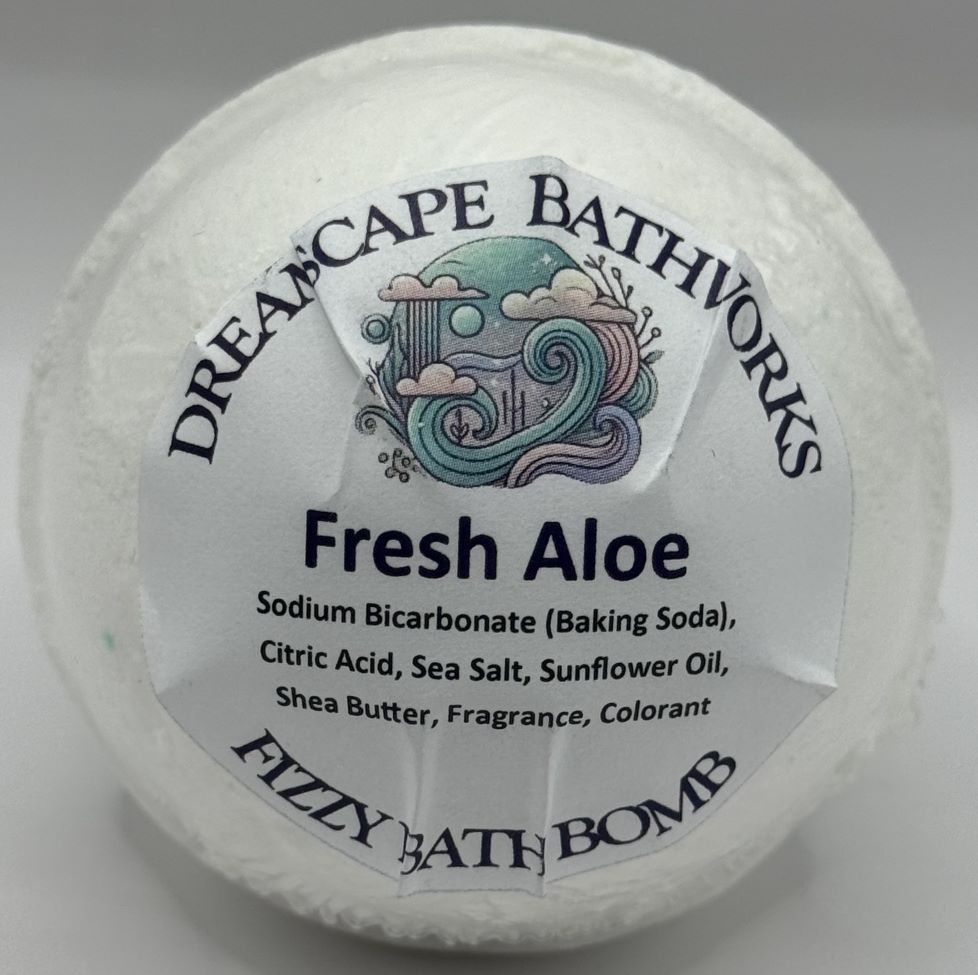 DREAMSCAPE BATHWORKS
Fresh Aloe
Sodium Bicarbonate (Baking Soda),
Citric Acid, Sea Salt, Sunflower Oil,
Shea Butter, Fragrance, Colorant
FIZZY BATH BOMB